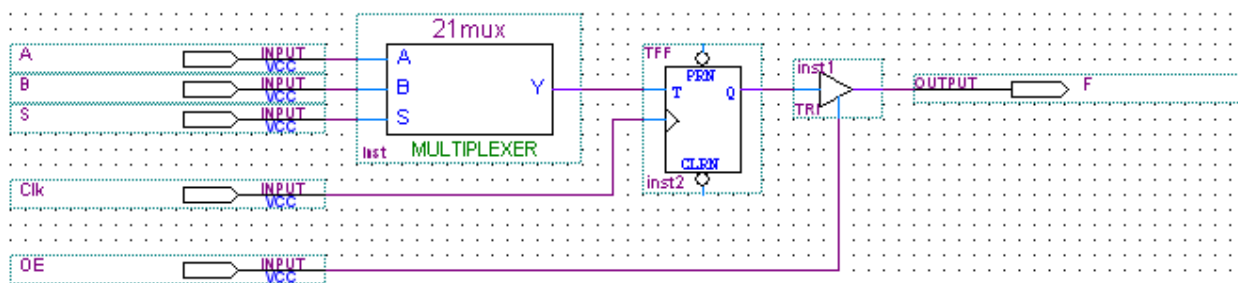 21mux
A INPUT VCC
B INPUT VCC
S INPUT VCC
A
B
S
Y
Inst MULTIPLEXER
TFF
PRN
T Q
CLRN
inst2
inst1
TRI
OUTPUT F
Clk INPUT VCC
OE INPUT VCC